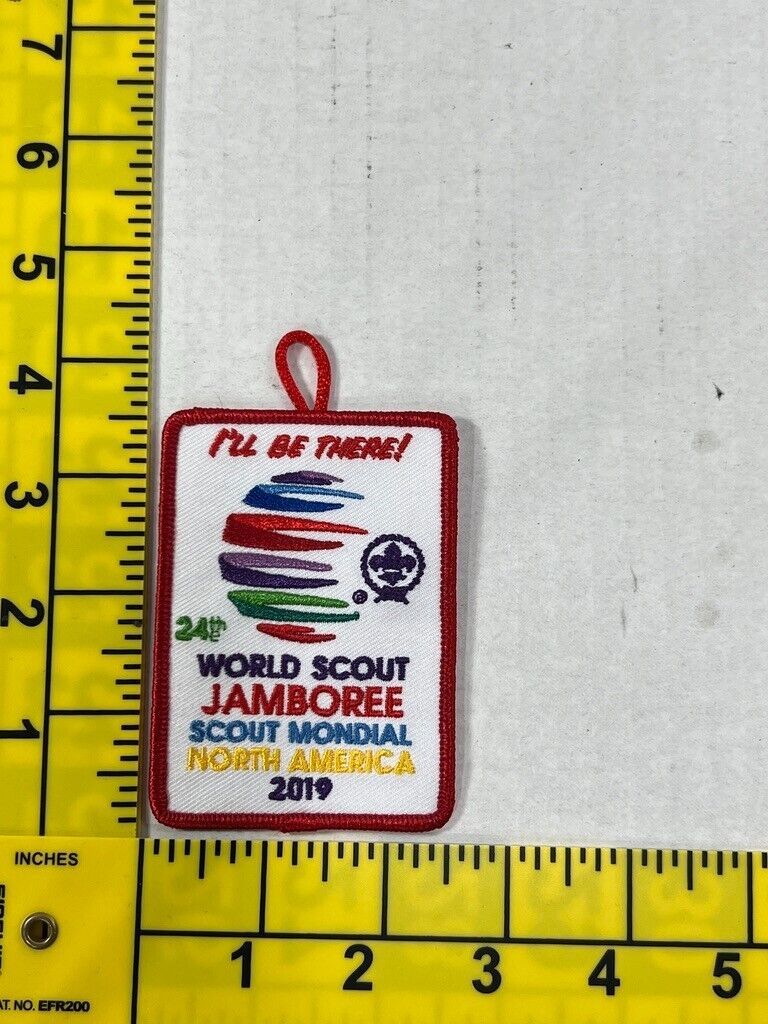 7
6
5
4
3
2
1
I'LL BE THERE!
®
24th
WORLD SCOUT
JAMBOREE
SCOUT MONDIAL
NORTH AMERICA
2019
INCHES
AT. NO. EFR200
1 2 3 4 5